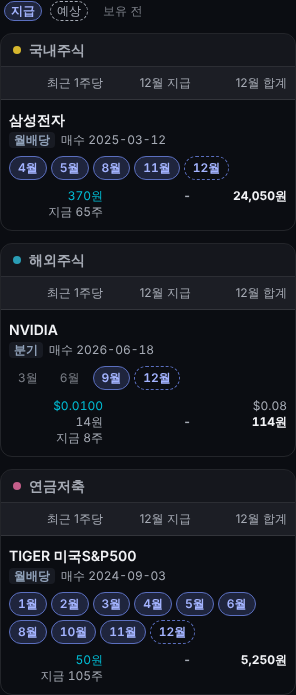 지급 예상 보유 전
국내주식
최근 1주당 12월 지급 12월 합계
삼성전자
월배당 매수 2025-03-12
4월 5월 8월 11월 12월
370원 - 24,050원
지금 65주
해외주식
최근 1주당 12월 지급 12월 합계
NVIDIA
분기 매수 2026-06-18
3월 6월 9월 12월
$0.0100 $0.08
14원 - 114원
지금 8주
연금저축
최근 1주당 12월 지급 12월 합계
TIGER 미국S&P500
월배당 매수 2024-09-03
1월 2월 3월 4월 5월 6월
8월 10월 11월 12월
50원 - 5,250원
지금 105주